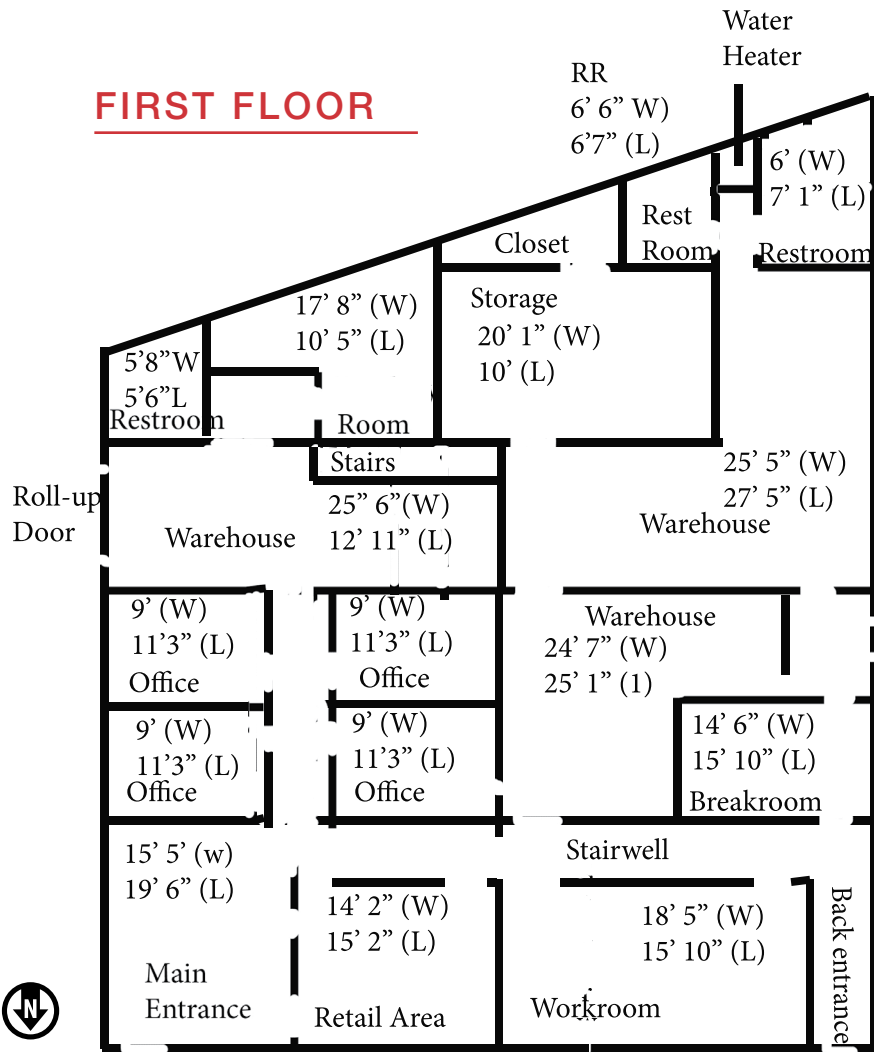 Water
Heater
FIRST FLOOR
RR
6’ 6” W)
6’7” (L)
6’ (W)
7’ 1” (L)
Rest
Room
Restroom
Closet
Storage
20’ 1” (W)
10’ (L)
17’ 8” (W)
10’ 5” (L)
Room
5’8”W
5’6”L
Restroom
Stairs
25” 6”(W)
12’ 11” (L)
Warehouse
Roll-up
Door
25’ 5” (W)
27’ 5” (L)
Warehouse
9’ (W)
11’3” (L)
Office
9’ (W)
11’3” (L)
Office
Warehouse
24’ 7” (W)
25’ 1” (1)
9’ (W)
11’3” (L)
Office
9’ (W)
11’3” (L)
Office
14’ 6” (W)
15’ 10” (L)
Breakroom
15’ 5’ (w)
19’ 6” (L)
Main
Entrance
14’ 2” (W)
15’ 2” (L)
Retail Area
Stairwell
18’ 5” (W)
15’ 10” (L)
Workroom
Back entrance
N